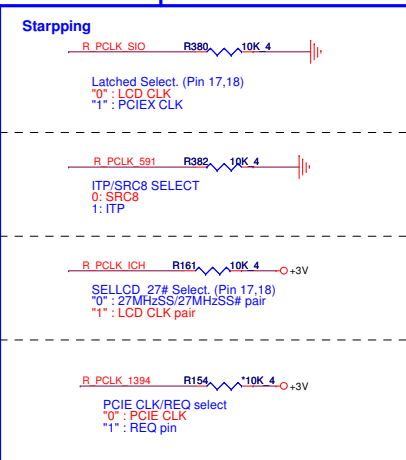 Starpping
R_PCLK_SIO R380 10K_4
Latched Select. (Pin 17,18)
"0" : LCD CLK
"1" : PCIEX CLK
R_PCLK_591 R382 10K_4
ITP/SRC8 SELECT
0: SRC8
1: ITP
R_PCLK_ICH R161 10K_4 +3V
SELLCD_27# Select. (Pin 17,18)
"0" : 27MHzSS/27MHzSS# pair
"1" : LCD CLK pair
R_PCLK_1394 R154 *10K_4 +3V
PCIE CLK/REQ select
"0" : PCIE CLK
"1" : REQ pin